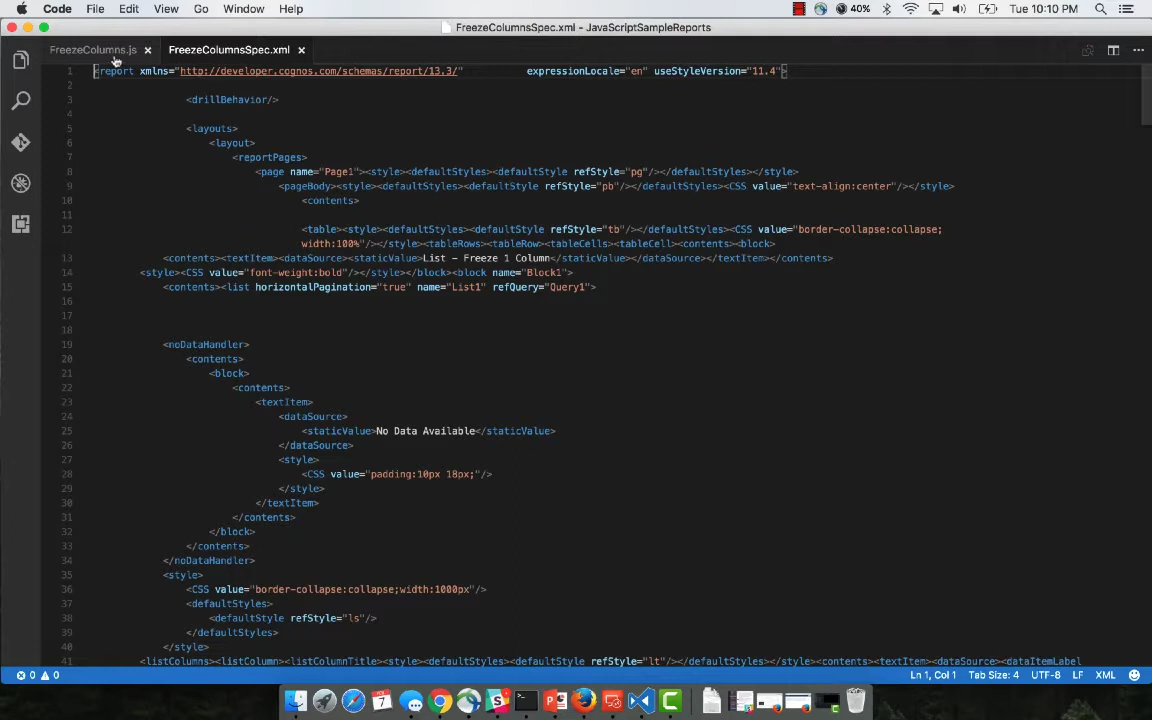 Code File Edit View Go Window Help 40% Tue 10:10 PM
FreezeColumnsSpec.xml - JavaScriptSampleReports
FreezeColumns.js FreezeColumnsSpec.xml
1 <report xmlns="http://developer.cognos.com/schemas/report/13.3/" expressionLocale="en" useStyleVersion="11.4">
2
3 <drillBehavior/>
4
5 <layouts>
6 <layout>
7 <reportPages>
8 <page name="Page1"><style><defaultStyles><defaultStyle refStyle="pg"/></defaultStyles></style>
9 <pageBody><style><defaultStyles><defaultStyle refStyle="pb"/></defaultStyles><CSS value="text-align:center"/></style>
10 <contents>
11
12 <table><style><defaultStyles><defaultStyle refStyle="tb"/></defaultStyles><CSS value="border-collapse:collapse;
width:100%"/></style><tableRows><tableRow><tableCells><tableCell><contents><block>
13 <contents><textItem><dataSource><staticValue>List - Freeze 1 Column</staticValue></dataSource></textItem></contents>
14 <style><CSS value="font-weight:bold"/></style></block><block name="Block1">
15 <contents><list horizontalPagination="true" name="List1" refQuery="Query1">
16
17
18
19 <noDataHandler>
20 <contents>
21 <block>
22 <contents>
23 <textItem>
24 <dataSource>
25 <staticValue>No Data Available</staticValue>
26 </dataSource>
27 <style>
28 <CSS value="padding:10px 18px;"/>
29 </style>
30 </textItem>
31 </contents>
32 </block>
33 </contents>
34 </noDataHandler>
35 <style>
36 <CSS value="border-collapse:collapse;width:1000px"/>
37 <defaultStyles>
38 <defaultStyle refStyle="ls"/>
39 </defaultStyles>
40 </style>
41 <listColumns><listColumn><listColumnTitle><style><defaultStyles><defaultStyle refStyle="lt"/></defaultStyles></style><contents><textItem><dataSource><dataItemLabel
0 0 Ln 1, Col 1 Tab Size: 4 UTF-8 LF XML